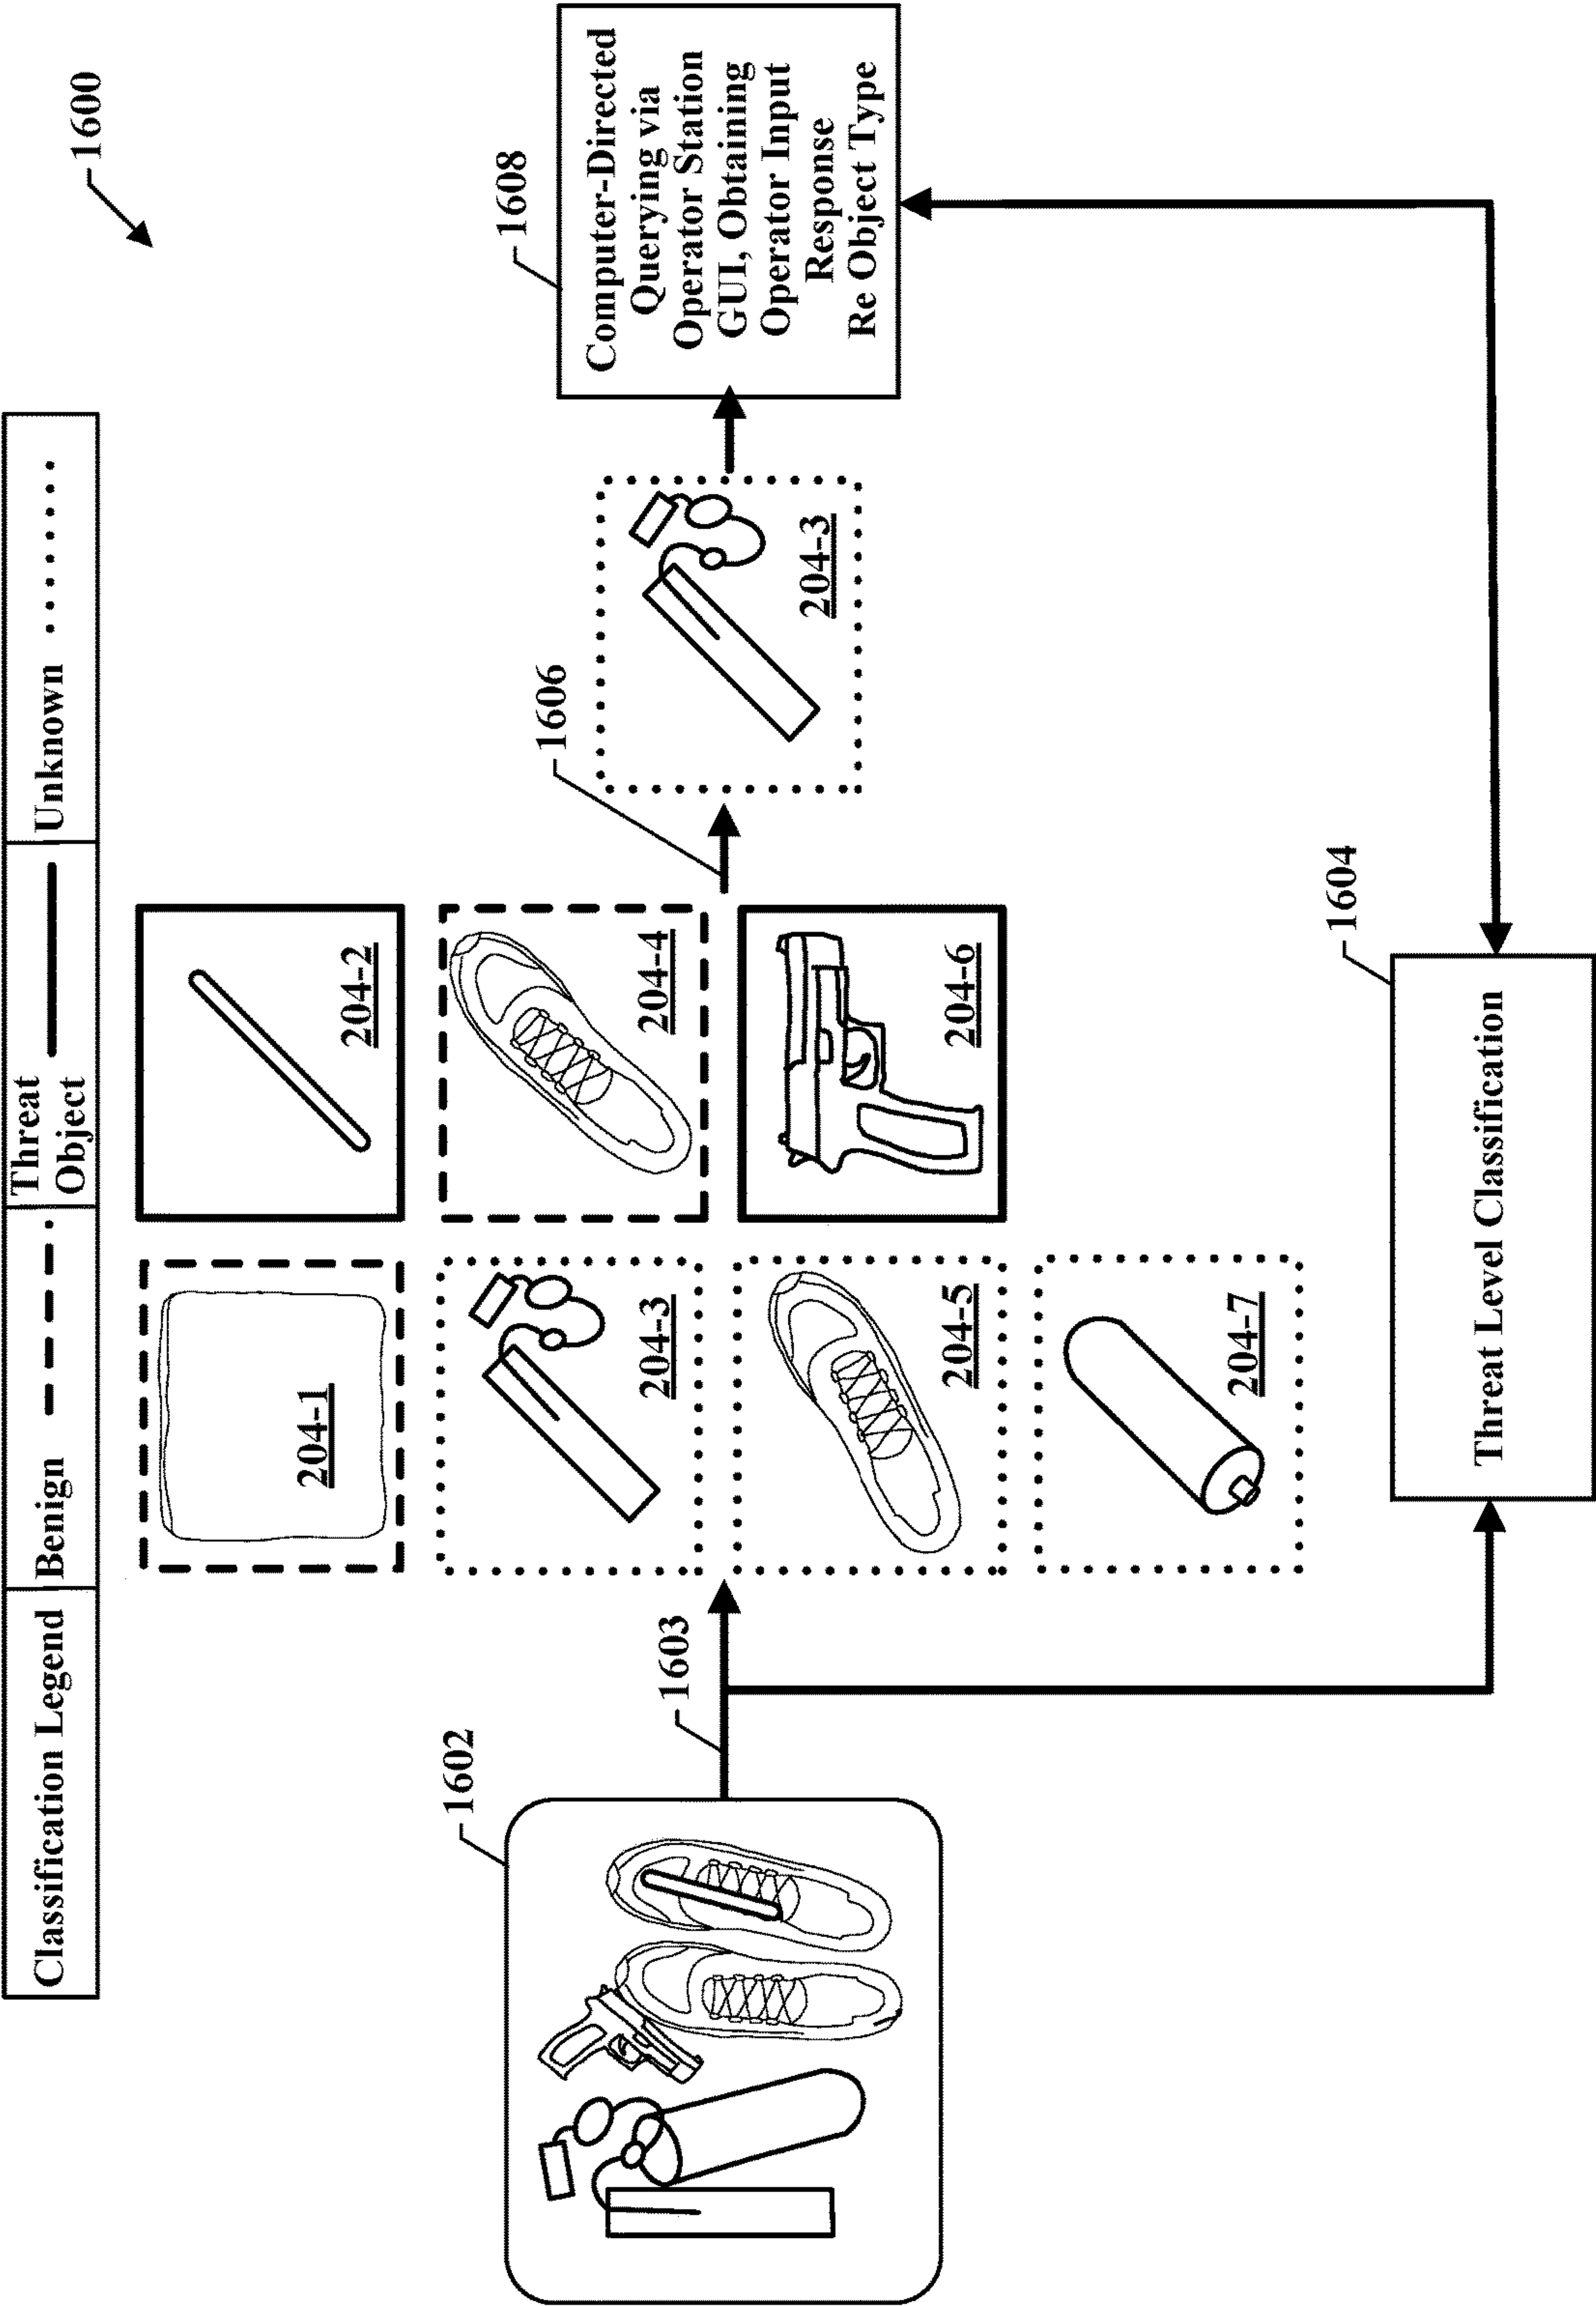 1600
Classification Legend
Benign
Threat
Object
Unknown
204-1
204-2
204-3
204-4
204-5
204-6
204-7
1602
1603
1606
204-3
1608
Computer-Directed
Querying via
Operator Station
GUI, Obtaining
Operator Input
Response
Re Object Type
1604
Threat Level Classification